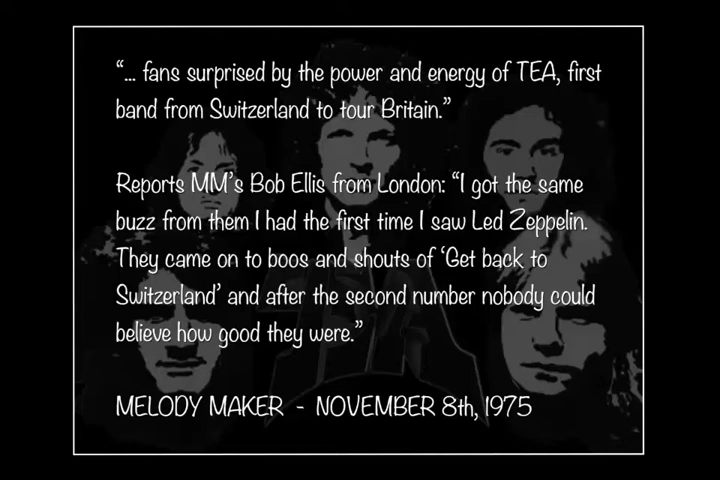 “... fans surprised by the power and energy of TEA, first
band from Switzerland to tour Britain.”
Reports MM’s Bob Ellis from London: “I got the same
buzz from them I had the first time I saw Led Zeppelin.
They came on to boos and shouts of ‘Get back to
Switzerland’ and after the second number nobody could
believe how good they were.”
MELODY MAKER - NOVEMBER 8th, 1975